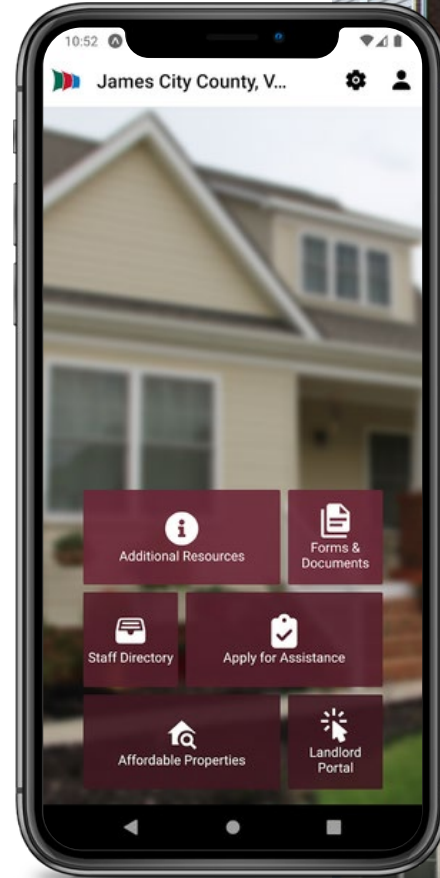 10:52
James City County, V...
Additional Resources
Forms &
Documents
Staff Directory
Apply for Assistance
Affordable Properties
Landlord
Portal